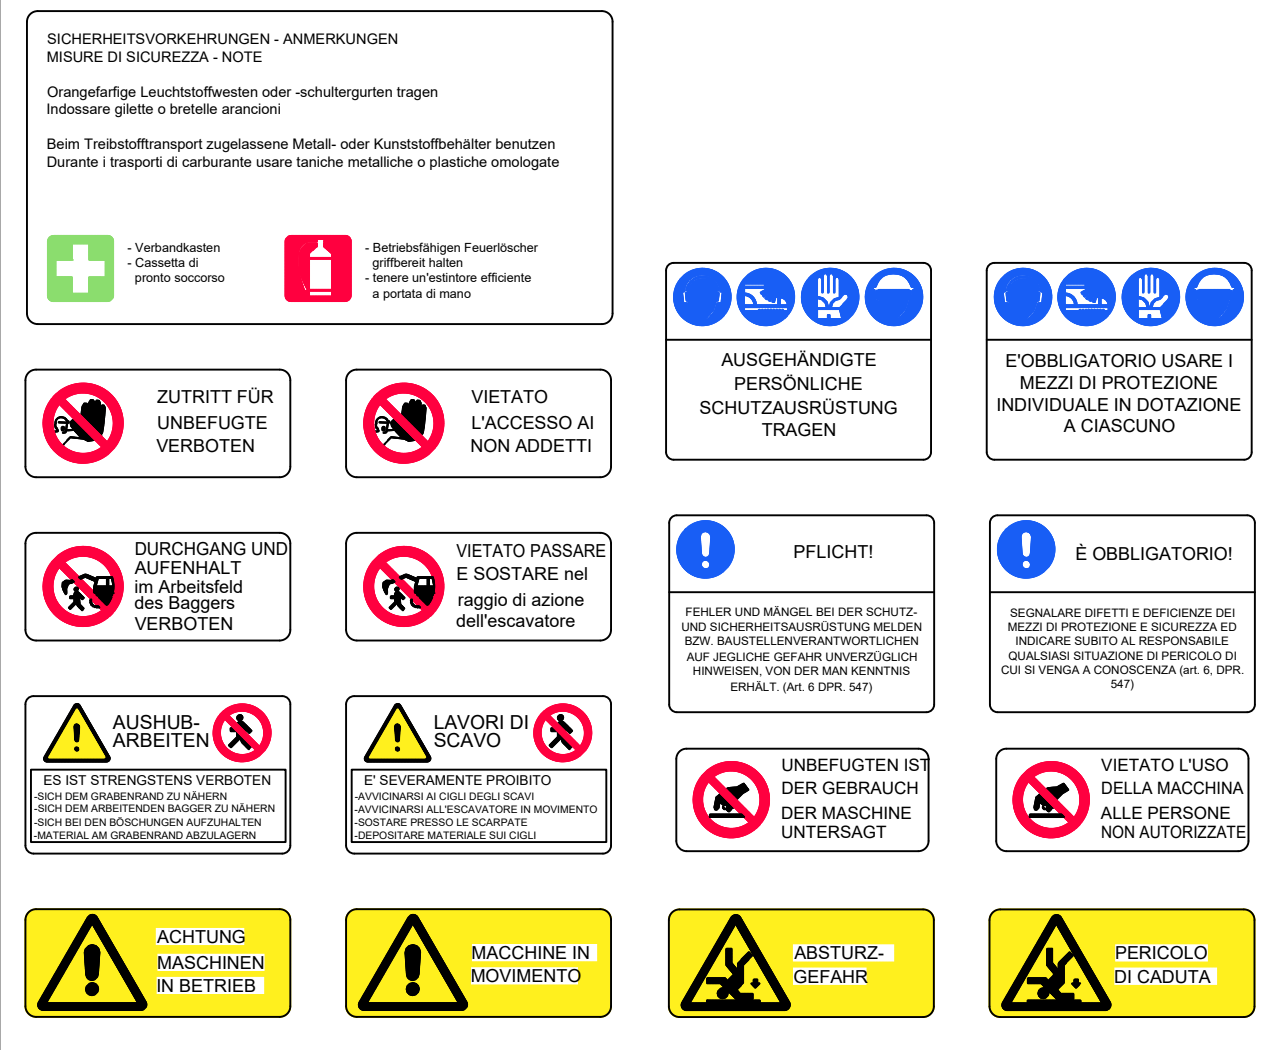 SICHERHEITSVORKEHRUNGEN - ANMERKUNGEN
MISURE DI SICUREZZA - NOTE
Orangefarfige Leuchtstoffwesten oder -schultergurten tragen
Indossare gilette o bretelle arancioni
Beim Treibstofftransport zugelassene Metall- oder Kunststoffbehälter benutzen
Durante i trasporti di carburante usare taniche metalliche o plastiche omologate
- Verbandkasten
- Cassetta di
pronto soccorso
- Betriebsfähigen Feuerlöscher
griffbereit halten
- tenere un'estintore efficiente
a portata di mano
AUSGEHÄNDIGTE
PERSÖNLICHE
SCHUTZAUSRÜSTUNG
TRAGEN
E'OBBLIGATORIO USARE I
MEZZI DI PROTEZIONE
INDIVIDUALE IN DOTAZIONE
A CIASCUNO
ZUTRITT FÜR
UNBEFUGTE
VERBOTEN
VIETATO
L'ACCESSO AI
NON ADDETTI
DURCHGANG UND
AUFENHALT
im Arbeitsfeld
des Baggers
VERBOTEN
VIETATO PASSARE
E SOSTARE nel
raggio di azione
dell'escavatore
PFLICHT!
FEHLER UND MÄNGEL BEI DER SCHUTZ-
UND SICHERHEITSAUSRÜSTUNG MELDEN
BZW. BAUSTELLENVERANTWORTLICHEN
AUF JEGLICHE GEFAHR UNVERZÜGLICH
HINWEISEN, VON DER MAN KENNTNIS
ERHÄLT. (Art. 6 DPR. 547)
È OBBLIGATORIO!
SEGNALARE DIFETTI E DEFICIENZE DEI
MEZZI DI PROTEZIONE E SICUREZZA ED
INDICARE SUBITO AL RESPONSABILE
QUALSIASI SITUAZIONE DI PERICOLO DI
CUI SI VENGA A CONOSCENZA (art. 6, DPR.
547)
AUSHUB-
ARBEITEN
ES IST STRENGSTENS VERBOTEN
-SICH DEM GRABENRAND ZU NÄHERN
-SICH DEM ARBEITENDEN BAGGER ZU NÄHERN
-SICH BEI DEN BÖSCHUNGEN AUFZUHALTEN
-MATERIAL AM GRABENRAND ABZULAGERN
LAVORI DI
SCAVO
E' SEVERAMENTE PROIBITO
-AVVICINARSI AI CIGLI DEGLI SCAVI
-AVVICINARSI ALL'ESCAVATORE IN MOVIMENTO
-SOSTARE PRESSO LE SCARPATE
-DEPOSITARE MATERIALE SUI CIGLI
UNBEFUGTEN IST
DER GEBRAUCH
DER MASCHINE
UNTERSAGT
VIETATO L'USO
DELLA MACCHINA
ALLE PERSONE
NON AUTORIZZATE
ACHTUNG
MASCHINEN
IN BETRIEB
MACCHINE IN
MOVIMENTO
ABSTURZ-
GEFAHR
PERICOLO
DI CADUTA